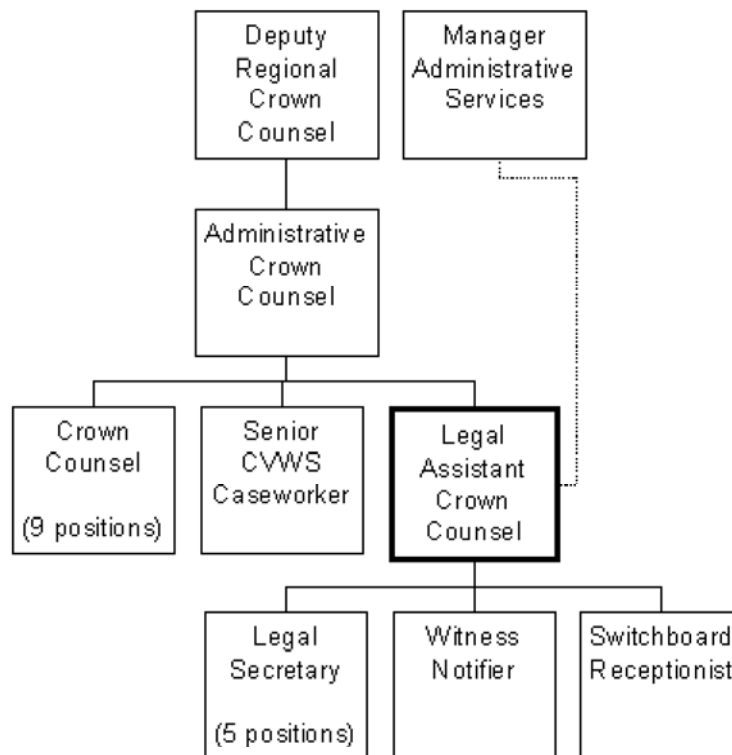 Deputy
Regional
Crown
Counsel
Manager
Administrative
Services
Administrative
Crown
Counsel
Crown
Counsel
(9 positions)
Senior
CVWS
Caseworker
Legal
Assistant
Crown
Counsel
Legal
Secretary
(5 positions)
Witness
Notifier
Switchboard
Receptionist